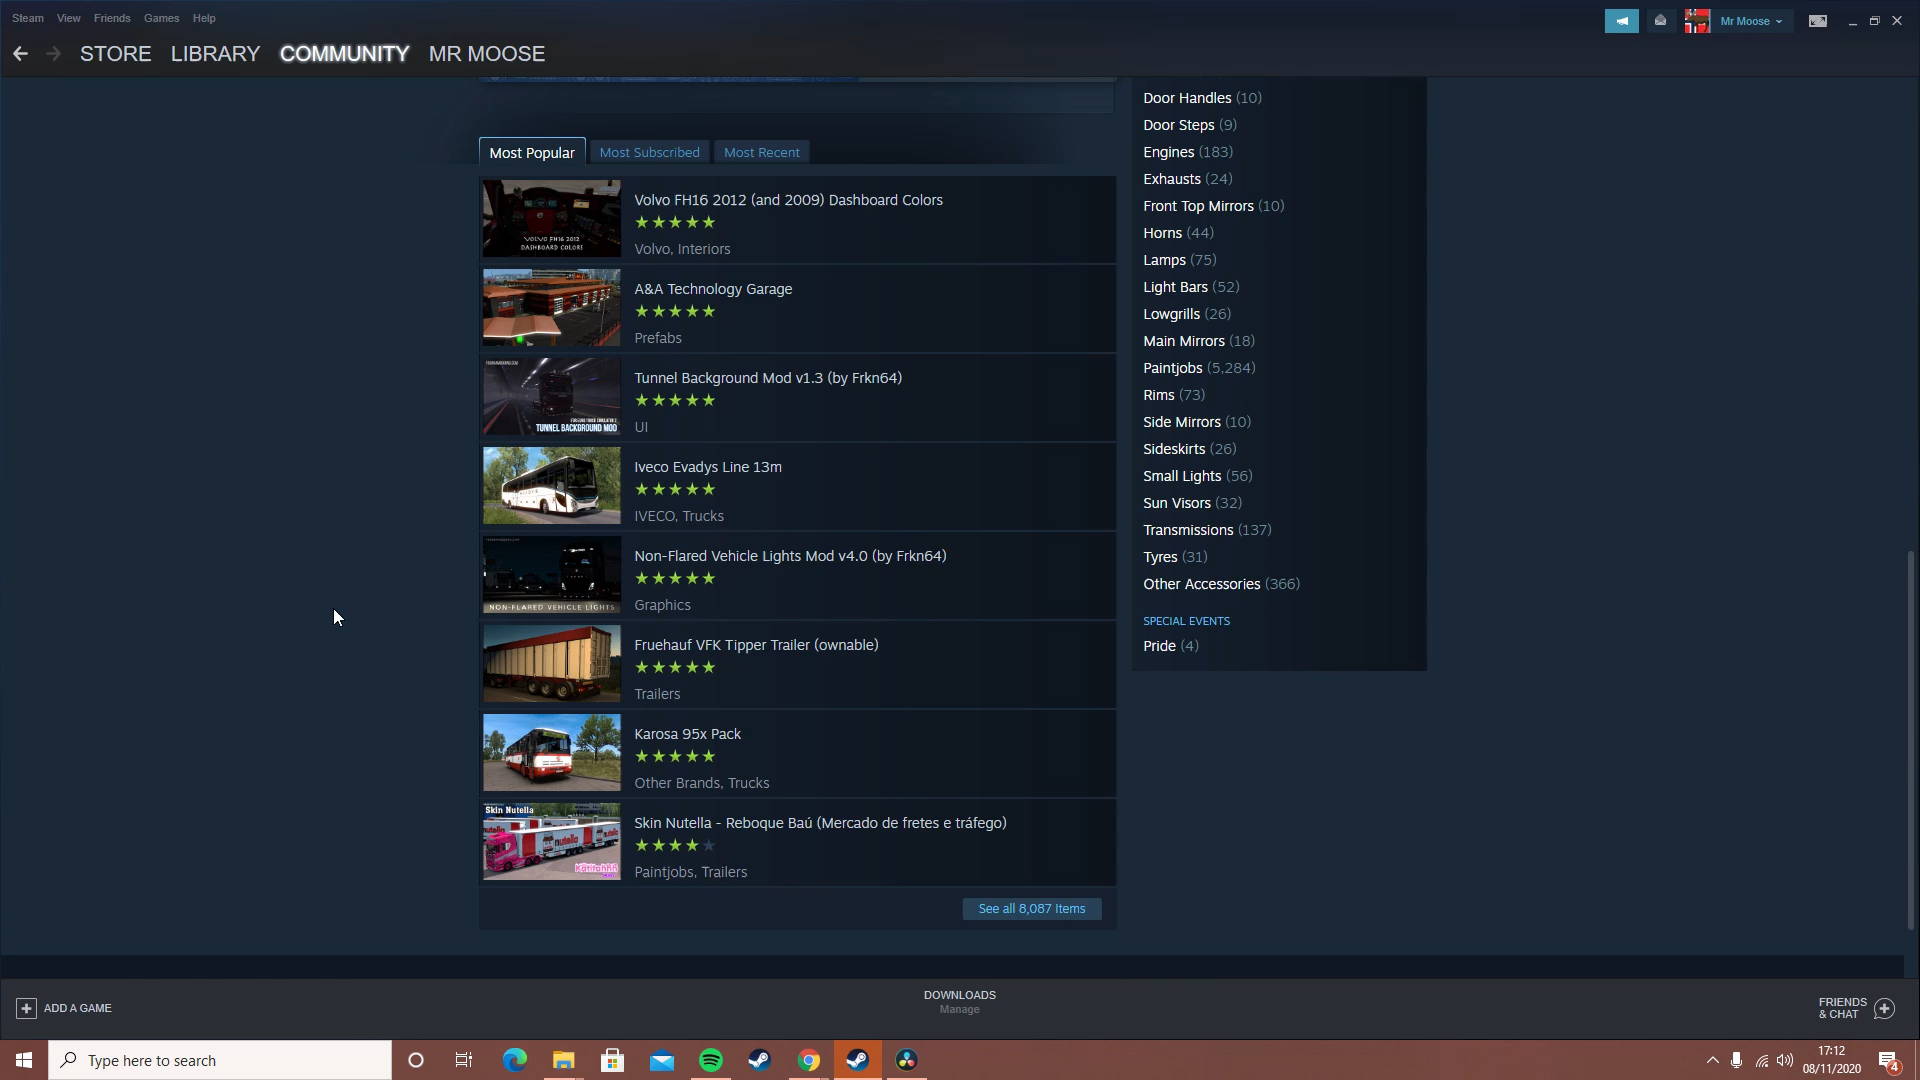 Steam View Friends Games Help
Mr Moose
STORE LIBRARY COMMUNITY MR MOOSE
Most Popular Most Subscribed Most Recent
Volvo FH16 2012 (and 2009) Dashboard Colors
VOLVO FH16 2012
DASHBOARD COLORS
Volvo, Interiors
A&A Technology Garage
Prefabs
Tunnel Background Mod v1.3 (by Frkn64)
TUNNEL BACKGROUND MOD
UI
Iveco Evadys Line 13m
IVECO, Trucks
Non-Flared Vehicle Lights Mod v4.0 (by Frkn64)
NON-FLARED VEHICLE LIGHTS
Graphics
Fruehauf VFK Tipper Trailer (ownable)
Trailers
Karosa 95x Pack
Other Brands, Trucks
Skin Nutella
Skin Nutella - Reboque Baú (Mercado de fretes e tráfego)
nutella
Paintjobs, Trailers
See all 8,087 Items
Door Handles (10)
Door Steps (9)
Engines (183)
Exhausts (24)
Front Top Mirrors (10)
Horns (44)
Lamps (75)
Light Bars (52)
Lowgrills (26)
Main Mirrors (18)
Paintjobs (5,284)
Rims (73)
Side Mirrors (10)
Sideskirts (26)
Small Lights (56)
Sun Visors (32)
Transmissions (137)
Tyres (31)
Other Accessories (366)
SPECIAL EVENTS
Pride (4)
ADD A GAME
DOWNLOADS
Manage
FRIENDS
& CHAT
Type here to search
17:12
08/11/2020
4